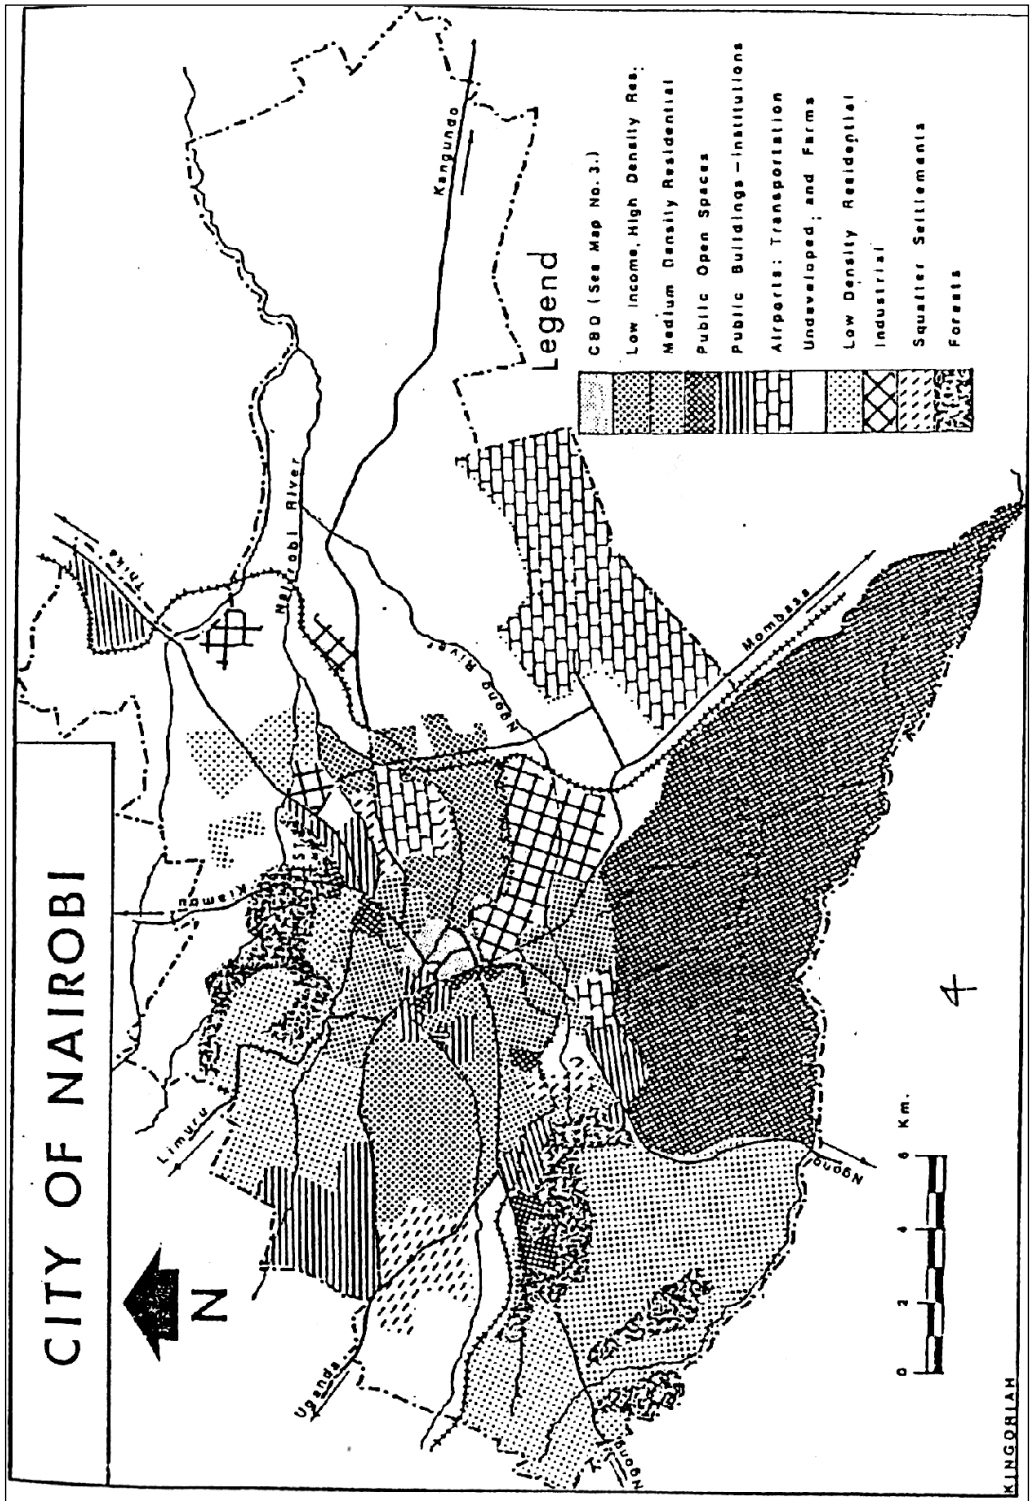 CITY OF NAIROBI
N
Limuru
Kiambu
Thika
Nairobi River
Kangundo
Uganda
Ngong River
Mombasa
Ngong
Ngong
Legend
CBD (See Map No. 3.)
Low Income, High Density Res;
Medium Density Residential
Public Open Spaces
Public Buildings – Institutions
Airports; Transportation
Undeveloped; and Farms
Low Density Residential
Industrial
Squatter Settlements
Forests
0 2 4 6 Km.
4
KINGORIAH